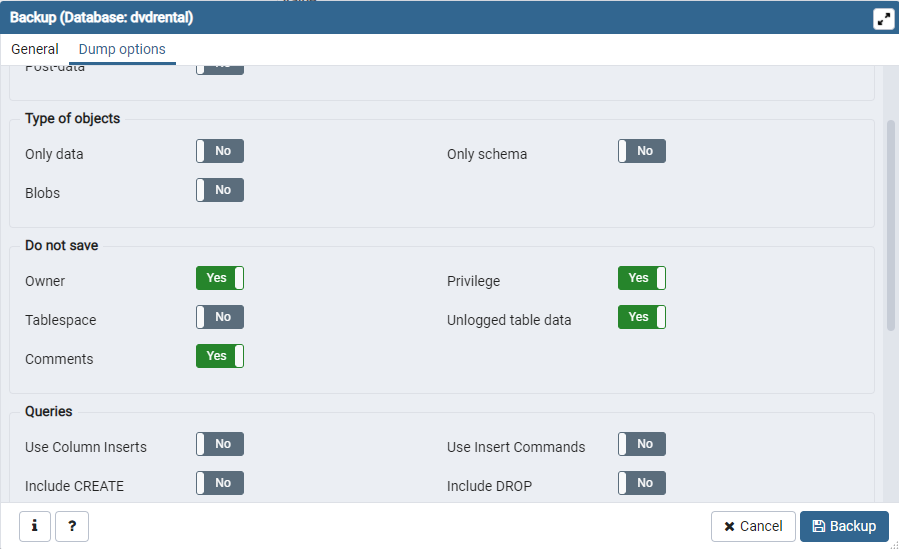 Backup (Database: dvdrental)
General Dump options
Post-data No
Type of objects
Only data No Only schema No
Blobs No
Do not save
Owner Yes Privilege Yes
Tablespace No Unlogged table data Yes
Comments Yes
Queries
Use Column Inserts No Use Insert Commands No
Include CREATE No Include DROP No
i ? Cancel Backup